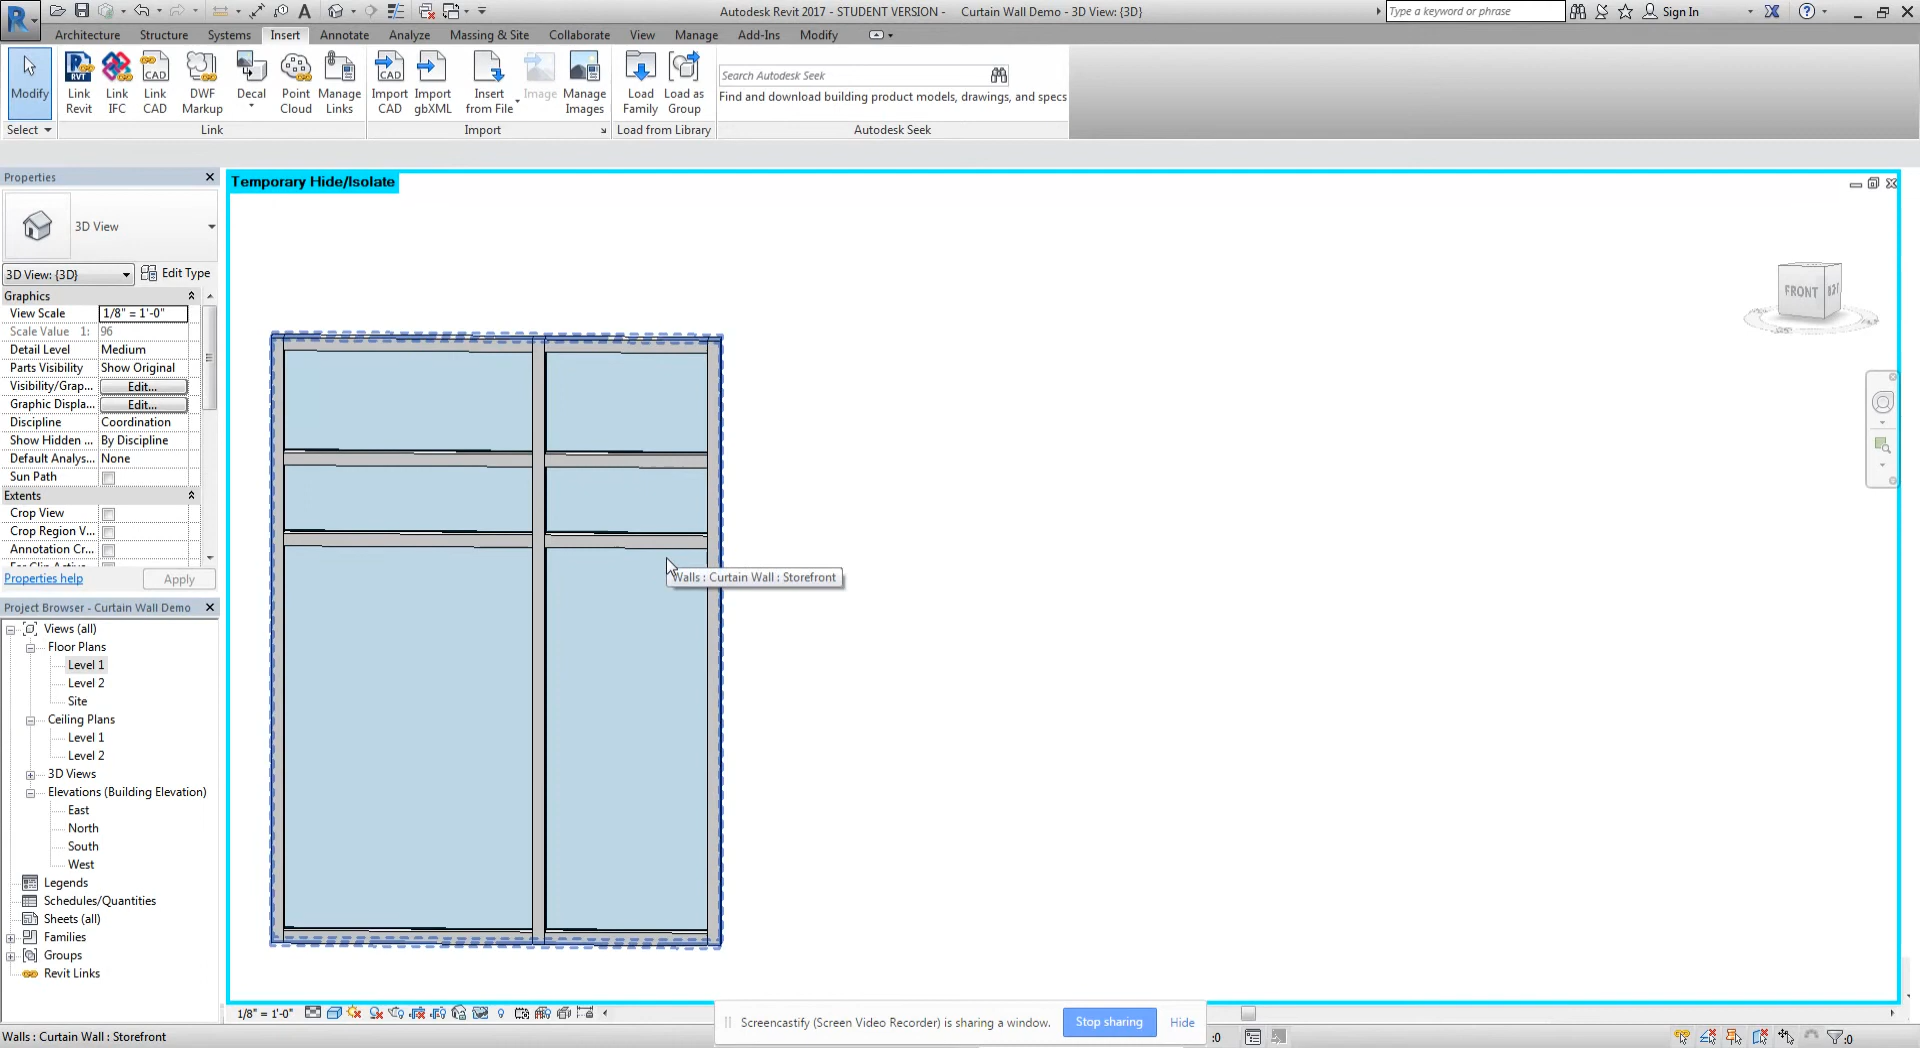 Autodesk Revit 2017 - STUDENT VERSION - Curtain Wall Demo - 3D View: {3D}
Type a keyword or phrase
Sign In
Architecture Structure Systems Insert Annotate Analyze Massing & Site Collaborate View Manage Add-Ins Modify
Modify
Link Revit
Link IFC
Link CAD
DWF Markup
Decal
Point Cloud
Manage Links
Import CAD
Import gbXML
Insert from File
Image
Manage Images
Load Family
Load as Group
Search Autodesk Seek
Find and download building product models, drawings, and specs
Select
Link
Import
Load from Library
Autodesk Seek
Properties
3D View
3D View: {3D}
Edit Type
Graphics
View Scale 1/8" = 1'-0"
Scale Value 1: 96
Detail Level Medium
Parts Visibility Show Original
Visibility/Grap... Edit...
Graphic Displa... Edit...
Discipline Coordination
Show Hidden ... By Discipline
Default Analys... None
Sun Path
Extents
Crop View
Crop Region V...
Annotation Cr...
Properties help
Apply
Project Browser - Curtain Wall Demo
Views (all)
Floor Plans
Level 1
Level 2
Site
Ceiling Plans
Level 1
Level 2
3D Views
Elevations (Building Elevation)
East
North
South
West
Legends
Schedules/Quantities
Sheets (all)
Families
Groups
Revit Links
Temporary Hide/Isolate
FRONT
Walls : Curtain Wall : Storefront
1/8" = 1'-0"
Screencastify (Screen Video Recorder) is sharing a window.
Stop sharing
Hide
:0
Walls : Curtain Wall : Storefront
:0